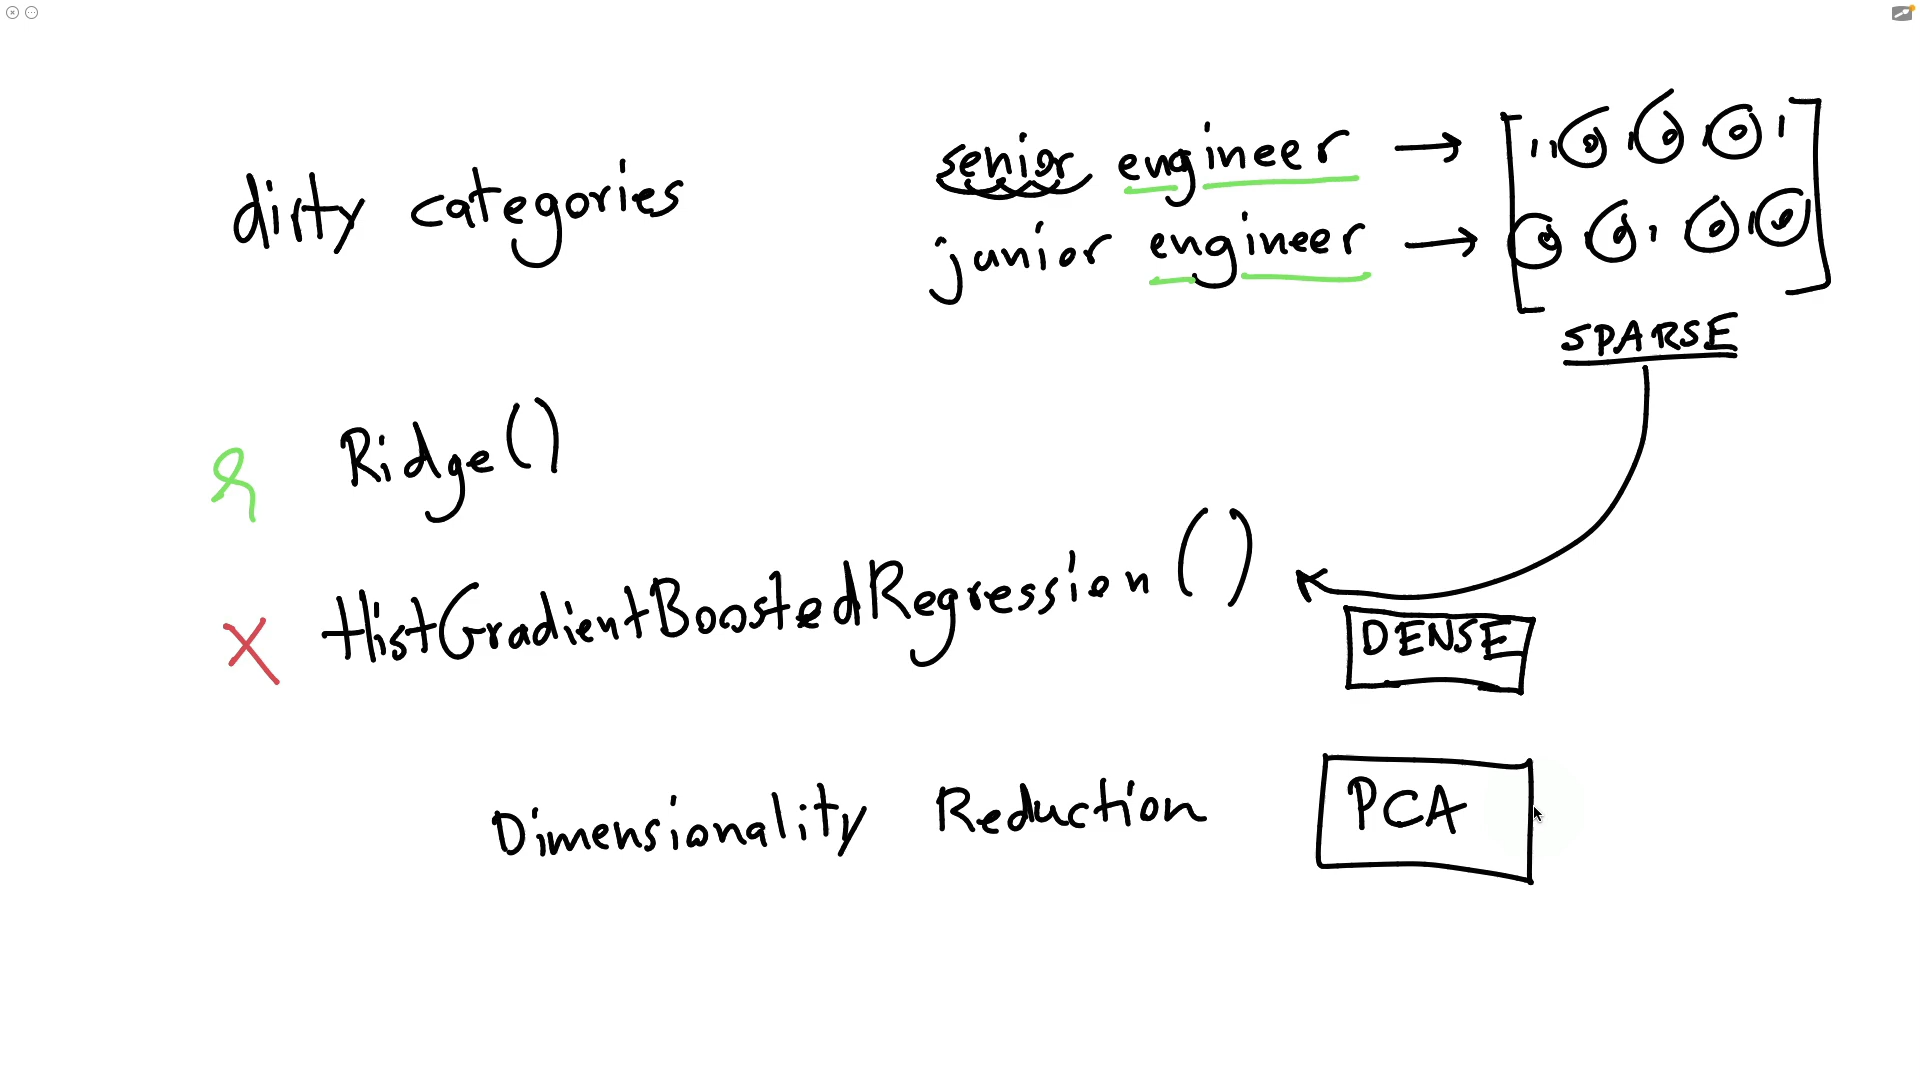 dirty categories
senior engineer →
junior engineer →
SPARSE
Ridge()
HistGradientBoostedRegression()
DENSE
Dimensionality Reduction
PCA